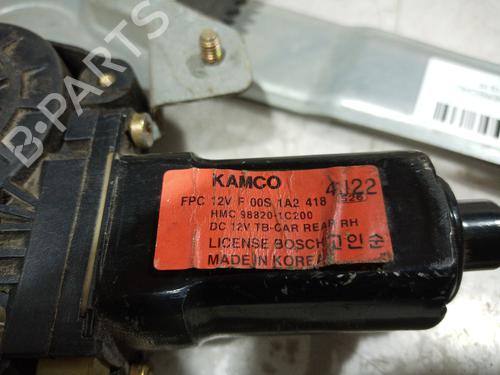 B-PARTS
KAMCO
4J22
FPC 12V F 00S 1A2 418
HMC 98820-1C200
DC 12V TB-CAR REAR RH
LICENSE BOSCH 고인순
MADE IN KOREA